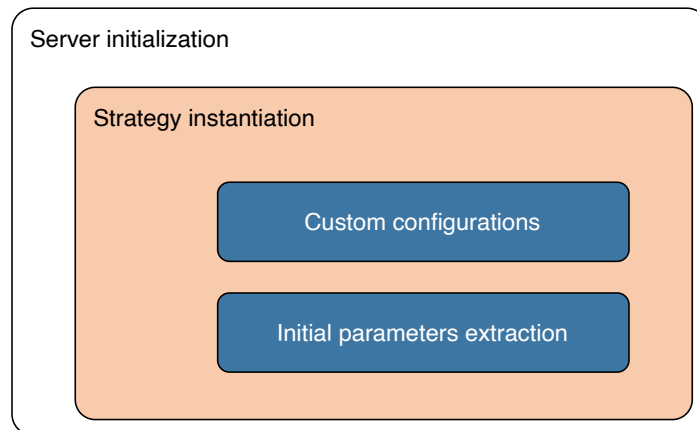 Server initialization
Strategy instantiation
Custom configurations
Initial parameters extraction